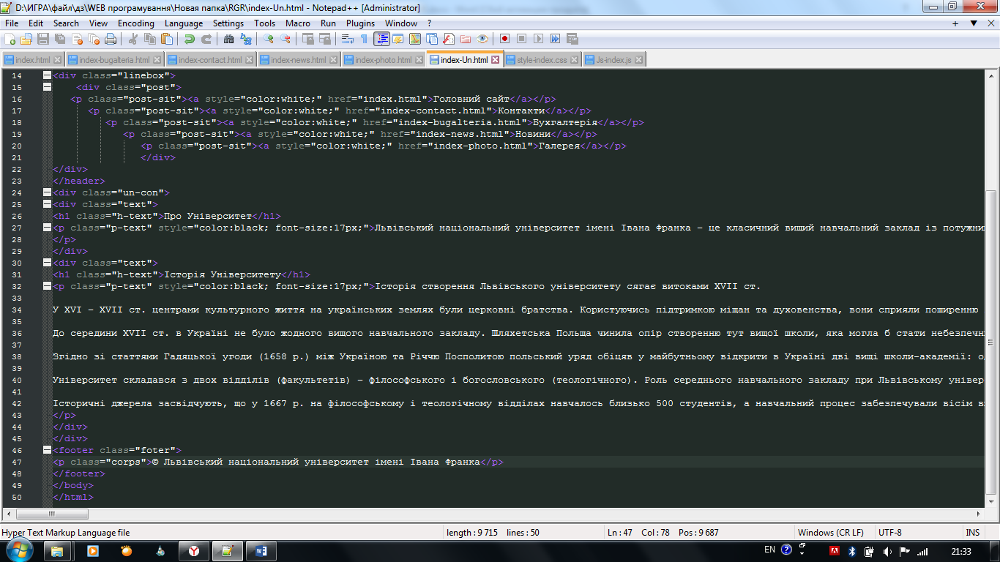 D:\ИГРА\файл\дз\WEB програмування\Новая папка\RGR\index-Un.html - Notepad++ [Administrator]
File Edit Search View Encoding Language Settings Tools Macro Run Plugins Window ? + ▼ X
index.html index-bugalteria.html index-contact.html index-news.html index-photo.html index-Un.html style-index.css Js-index.js
14 <div class="linebox">
15 <div class="post">
16 <p class="post-sit"><a style="color:white;" href="index.html">Головний сайт</a></p>
17 <p class="post-sit"><a style="color:white;" href="index-contact.html">Контакти</a></p>
18 <p class="post-sit"><a style="color:white;" href="index-bugalteria.html">Бухгалтерія</a></p>
19 <p class="post-sit"><a style="color:white;" href="index-news.html">Новини</a></p>
20 <p class="post-sit"><a style="color:white;" href="index-photo.html">Галерея</a></p>
21 </div>
22 </div>
23 </header>
24 <div class="un-con">
25 <div class="text">
26 <h1 class="h-text">Про Університет</h1>
27 <p class="p-text" style="color:black; font-size:17px;">Львівський національний університет імені Івана Франка – це класичний вищий навчальний заклад із
28 </p>
29 </div>
30 <div class="text">
31 <h1 class="h-text">Історія Університету</h1>
32 <p class="p-text" style="color:black; font-size:17px;">Історія створення Львівського університету сягає витоками XVII ст.
33
34 У XVI – XVII ст. центрами культурного життя на українських землях були церковні братства. Користуючись підтримкою міщан та духовенства, вони сприяли поширенню
35
36 До середини XVII ст. в Україні не було жодного вищого навчального закладу. Шляхетська Польща чинила опір створенню тут вищої школи, яка могла б стати
37
38 Згідно зі статтями Гадяцької угоди (1658 р.) між Україною та Річчю Посполитою польський уряд обіцяв у майбутньому відкрити в Україні дві вищі школи-академії:
39
40 Університет складався з двох відділів (факультетів) – філософського і богословського (теологічного). Роль середнього навчального закладу при Львівському
41
42 Історичні джерела засвідчують, що у 1667 р. на філософському і теологічному відділах навчалось близько 500 студентів, а навчальний процес забезпечували вісім
43 </p>
44 </div>
45 </div>
46 <footer class="foter">
47 <p class="corps">© Львівський національний університет імені Івана Франка</p>
48 </footer>
49 </body>
50 </html>
Hyper Text Markup Language file length : 9 715 lines : 50 Ln : 47 Col : 78 Pos : 9 687 Windows (CR LF) UTF-8 INS
EN 21:33